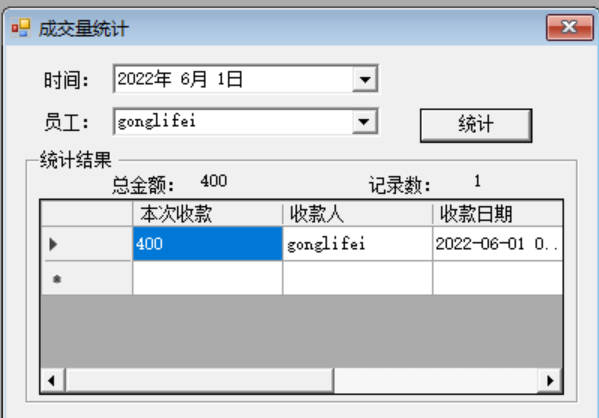 成交量统计
时间： 2022年 6月 1日
员工： gonglifei 统计
统计结果
总金额： 400 记录数： 1
本次收款 收款人 收款日期
400 gonglifei 2022-06-01 0...